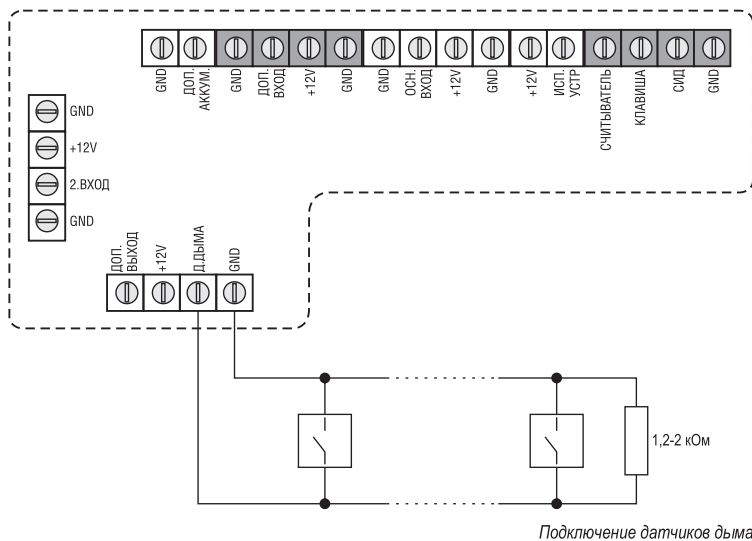 GND
ДОП.
АККУМ.
GND
ДОП.
ВХОД
+12V
GND
GND
ОСН.
ВХОД
+12V
GND
+12V
ИСП.
УСТР
СЧИТЫВАТЕЛЬ
КЛАВИША
СИД
GND
GND
+12V
2.ВХОД
GND
ДОП.
ВЫХОД
+12V
Д.ДЫМА
GND
1,2-2 кОм
Подключение датчиков дыма